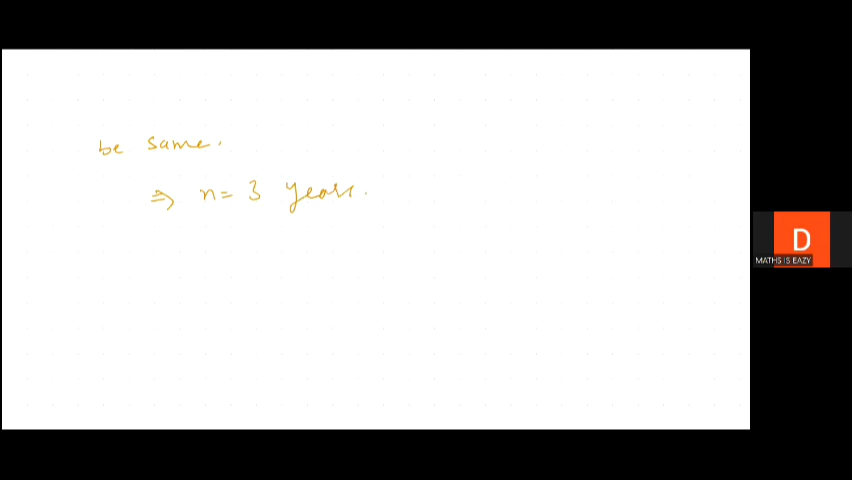 be same.
⇒ n = 3 years.
D
MATHS IS EAZY